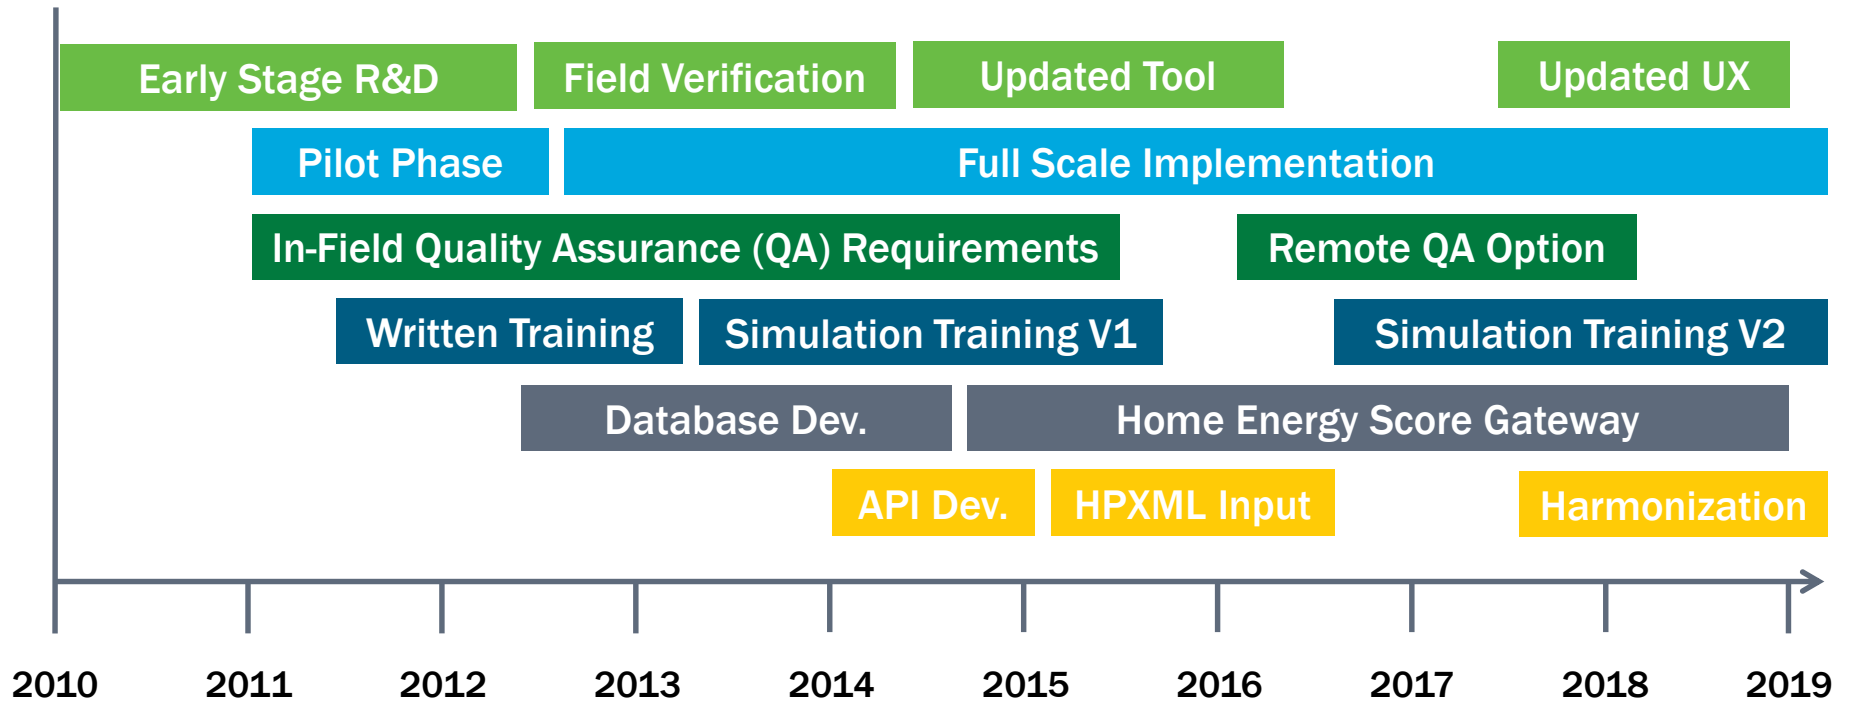 Early Stage R&D
Field Verification
Updated Tool
Updated UX
Pilot Phase
Full Scale Implementation
In-Field Quality Assurance (QA) Requirements
Remote QA Option
Written Training
Simulation Training V1
Simulation Training V2
Database Dev.
Home Energy Score Gateway
API Dev.
HPXML Input
Harmonization
2010 2011 2012 2013 2014 2015 2016 2017 2018 2019